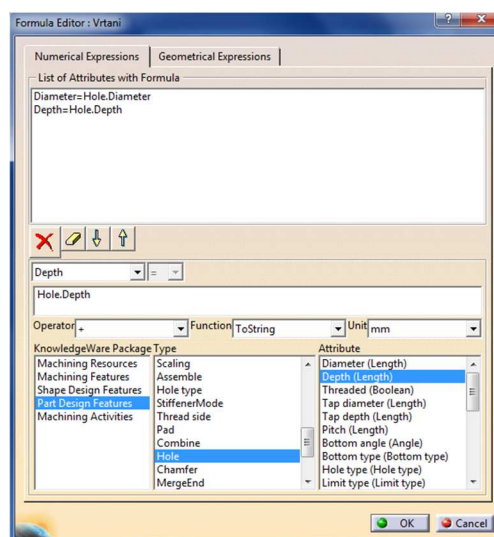 Formula Editor : Vrtani
?
Numerical Expressions Geometrical Expressions
List of Attributes with Formula
Diameter=Hole.Diameter
Depth=Hole.Depth
Depth =
Hole.Depth
Operator + Function ToString Unit mm
KnowledgeWare Package Type Attribute
Machining Resources Scaling Diameter (Length)
Machining Features Assemble Depth (Length)
Shape Design Features Hole type Threaded (Boolean)
Part Design Features StiffenerMode Tap diameter (Length)
Machining Activities Thread side Tap depth (Length)
Pad Pitch (Length)
Combine Bottom angle (Angle)
Hole Bottom type (Bottom type)
Chamfer Hole type (Hole type)
MergeEnd Limit type (Limit type)
OK Cancel